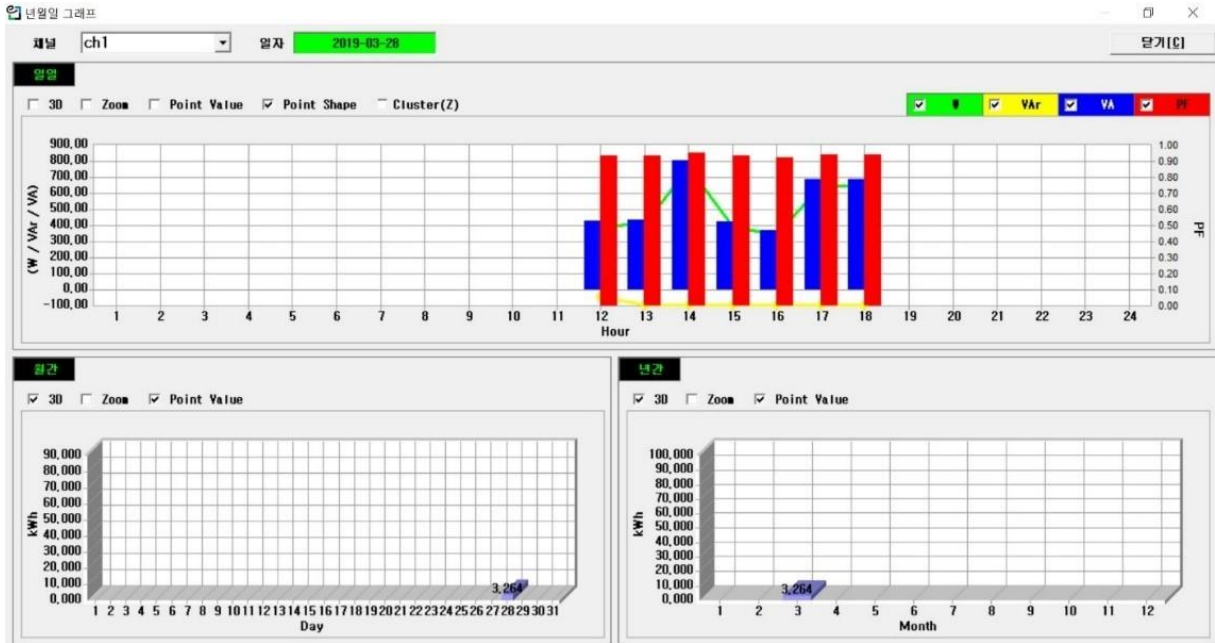 년월일 그래프
채널 ch1 일자 2019-03-28 닫기[C]
일일
3D Zoom Point Value Point Shape Cluster(Z) W VAr VA PF
900,00
800,00
700,00
600,00
500,00
400,00
300,00
200,00
100,00
0,00
-100,00
(W / VAr / VA)
1.00
0.90
0.80
0.70
0.60
0.50
0.40
0.30
0.20
0.10
0.00
PF
1 2 3 4 5 6 7 8 9 10 11 12 13 14 15 16 17 18 19 20 21 22 23 24
Hour
월간
3D Zoom Point Value
90,000
80,000
70,000
60,000
50,000
40,000
30,000
20,000
10,000
0,000
kWh
3,264
1 2 3 4 5 6 7 8 9 10 11 12 13 14 15 16 17 18 19 20 21 22 23 24 25 26 27 28 29 30 31
Day
년간
3D Zoom Point Value
100,000
90,000
80,000
70,000
60,000
50,000
40,000
30,000
20,000
10,000
0,000
kWh
3,264
1 2 3 4 5 6 7 8 9 10 11 12
Month